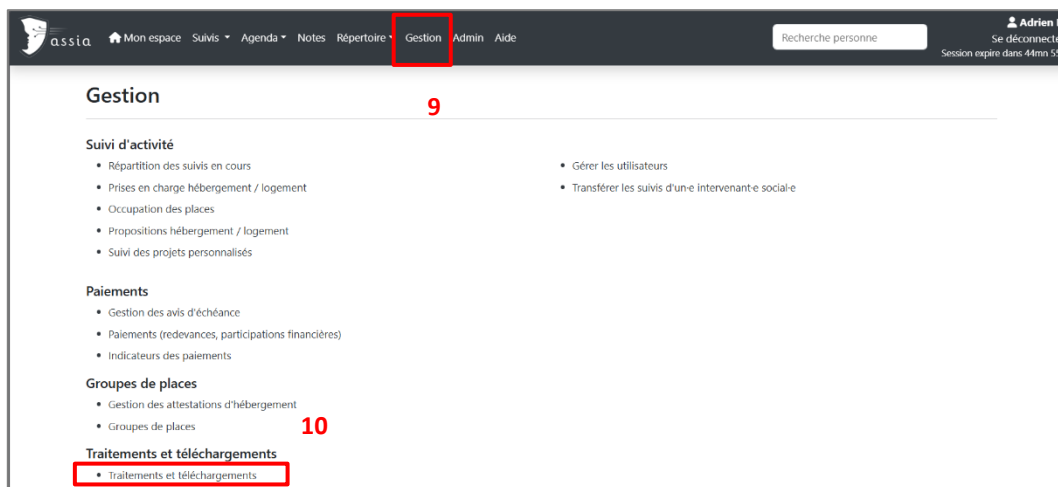 assia Mon espace Suivis Agenda Notes Répertoire Gestion Admin Aide Recherche personne Adrien
Se déconnecte
Session expire dans 44mn 55
Gestion
9
Suivi d'activité
• Répartition des suivis en cours
• Prises en charge hébergement / logement
• Occupation des places
• Propositions hébergement / logement
• Suivi des projets personnalisés
• Gérer les utilisateurs
• Transférer les suivis d'un·e intervenant·e social·e
Paiements
• Gestion des avis d'échéance
• Paiements (redevances, participations financières)
• Indicateurs des paiements
Groupes de places
• Gestion des attestations d'hébergement
• Groupes de places
10
Traitements et téléchargements
• Traitements et téléchargements